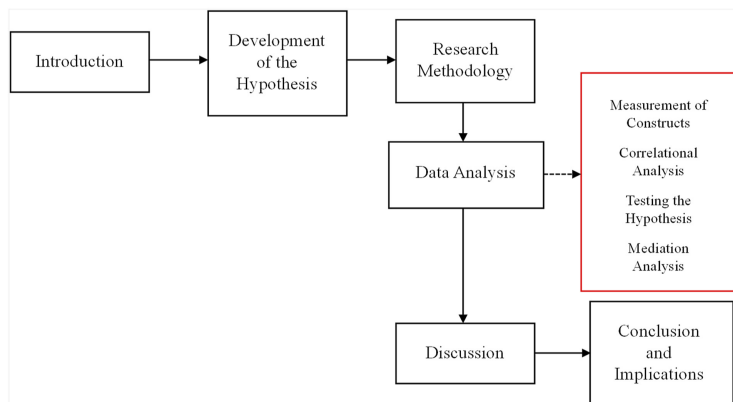 Introduction
Development
of the
Hypothesis
Research
Methodology
Data Analysis
Measurement of
Constructs
Correlational
Analysis
Testing the
Hypothesis
Mediation
Analysis
Discussion
Conclusion
and
Implications